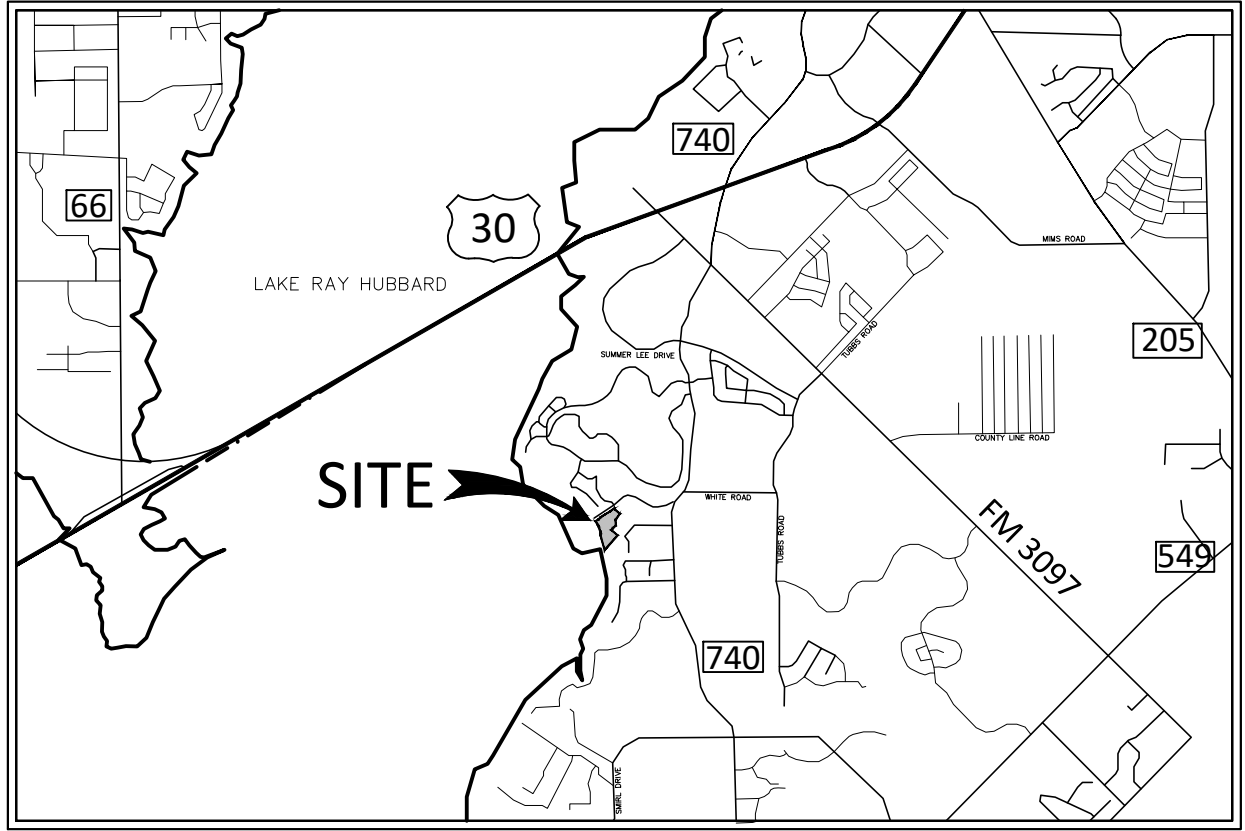 740
66
30
MIMS ROAD
LAKE RAY HUBBARD
205
TUBBS ROAD
SUMMER LEE DRIVE
COUNTY LINE ROAD
SITE
WHITE ROAD
TUBBS ROAD
FM 3097
549
740
SMIRL DRIVE